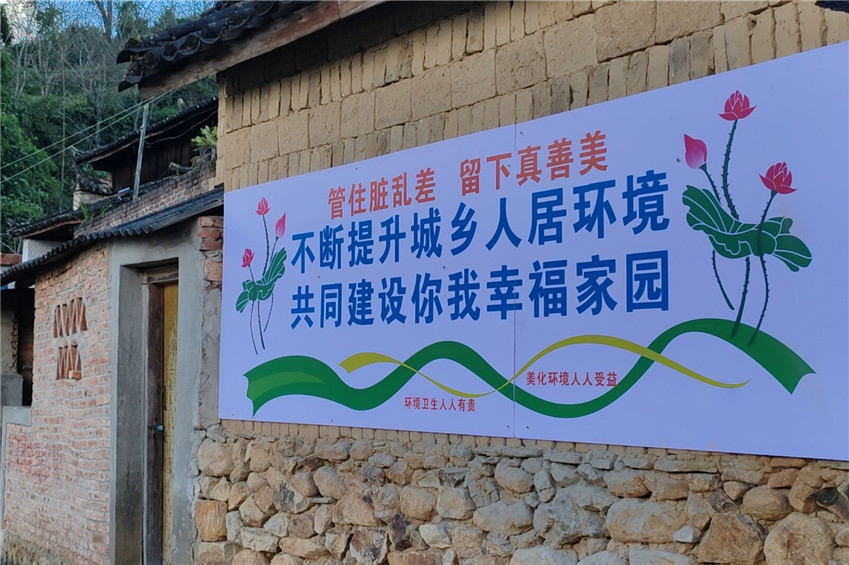 管住脏乱差 留下真善美
不断提升城乡人居环境
共同建设你我幸福家园
美化环境人人受益
环境卫生人人有责